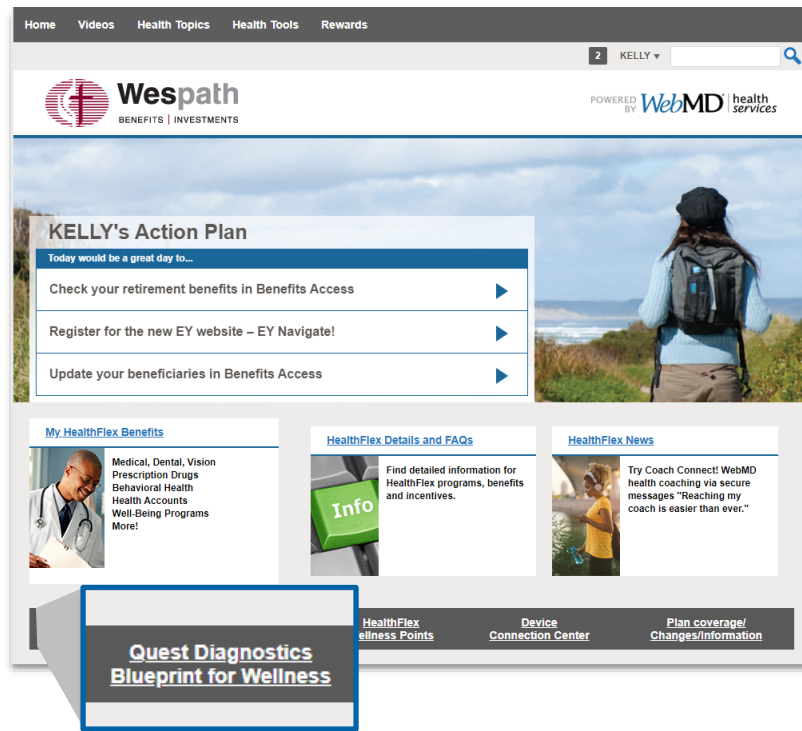 Home Videos Health Topics Health Tools Rewards
2 KELLY
Wespath
BENEFITS | INVESTMENTS
POWERED BY WebMD health services
KELLY's Action Plan
Today would be a great day to...
Check your retirement benefits in Benefits Access
Register for the new EY website – EY Navigate!
Update your beneficiaries in Benefits Access
My HealthFlex Benefits
Medical, Dental, Vision
Prescription Drugs
Behavioral Health
Health Accounts
Well-Being Programs
More!
HealthFlex Details and FAQs
Info
Find detailed information for
HealthFlex programs, benefits
and incentives.
HealthFlex News
Try Coach Connect! WebMD
health coaching via secure
messages "Reaching my
coach is easier than ever."
Quest Diagnostics
Blueprint for Wellness
HealthFlex
ellness Points
Device
Connection Center
Plan coverage/
Changes/Information